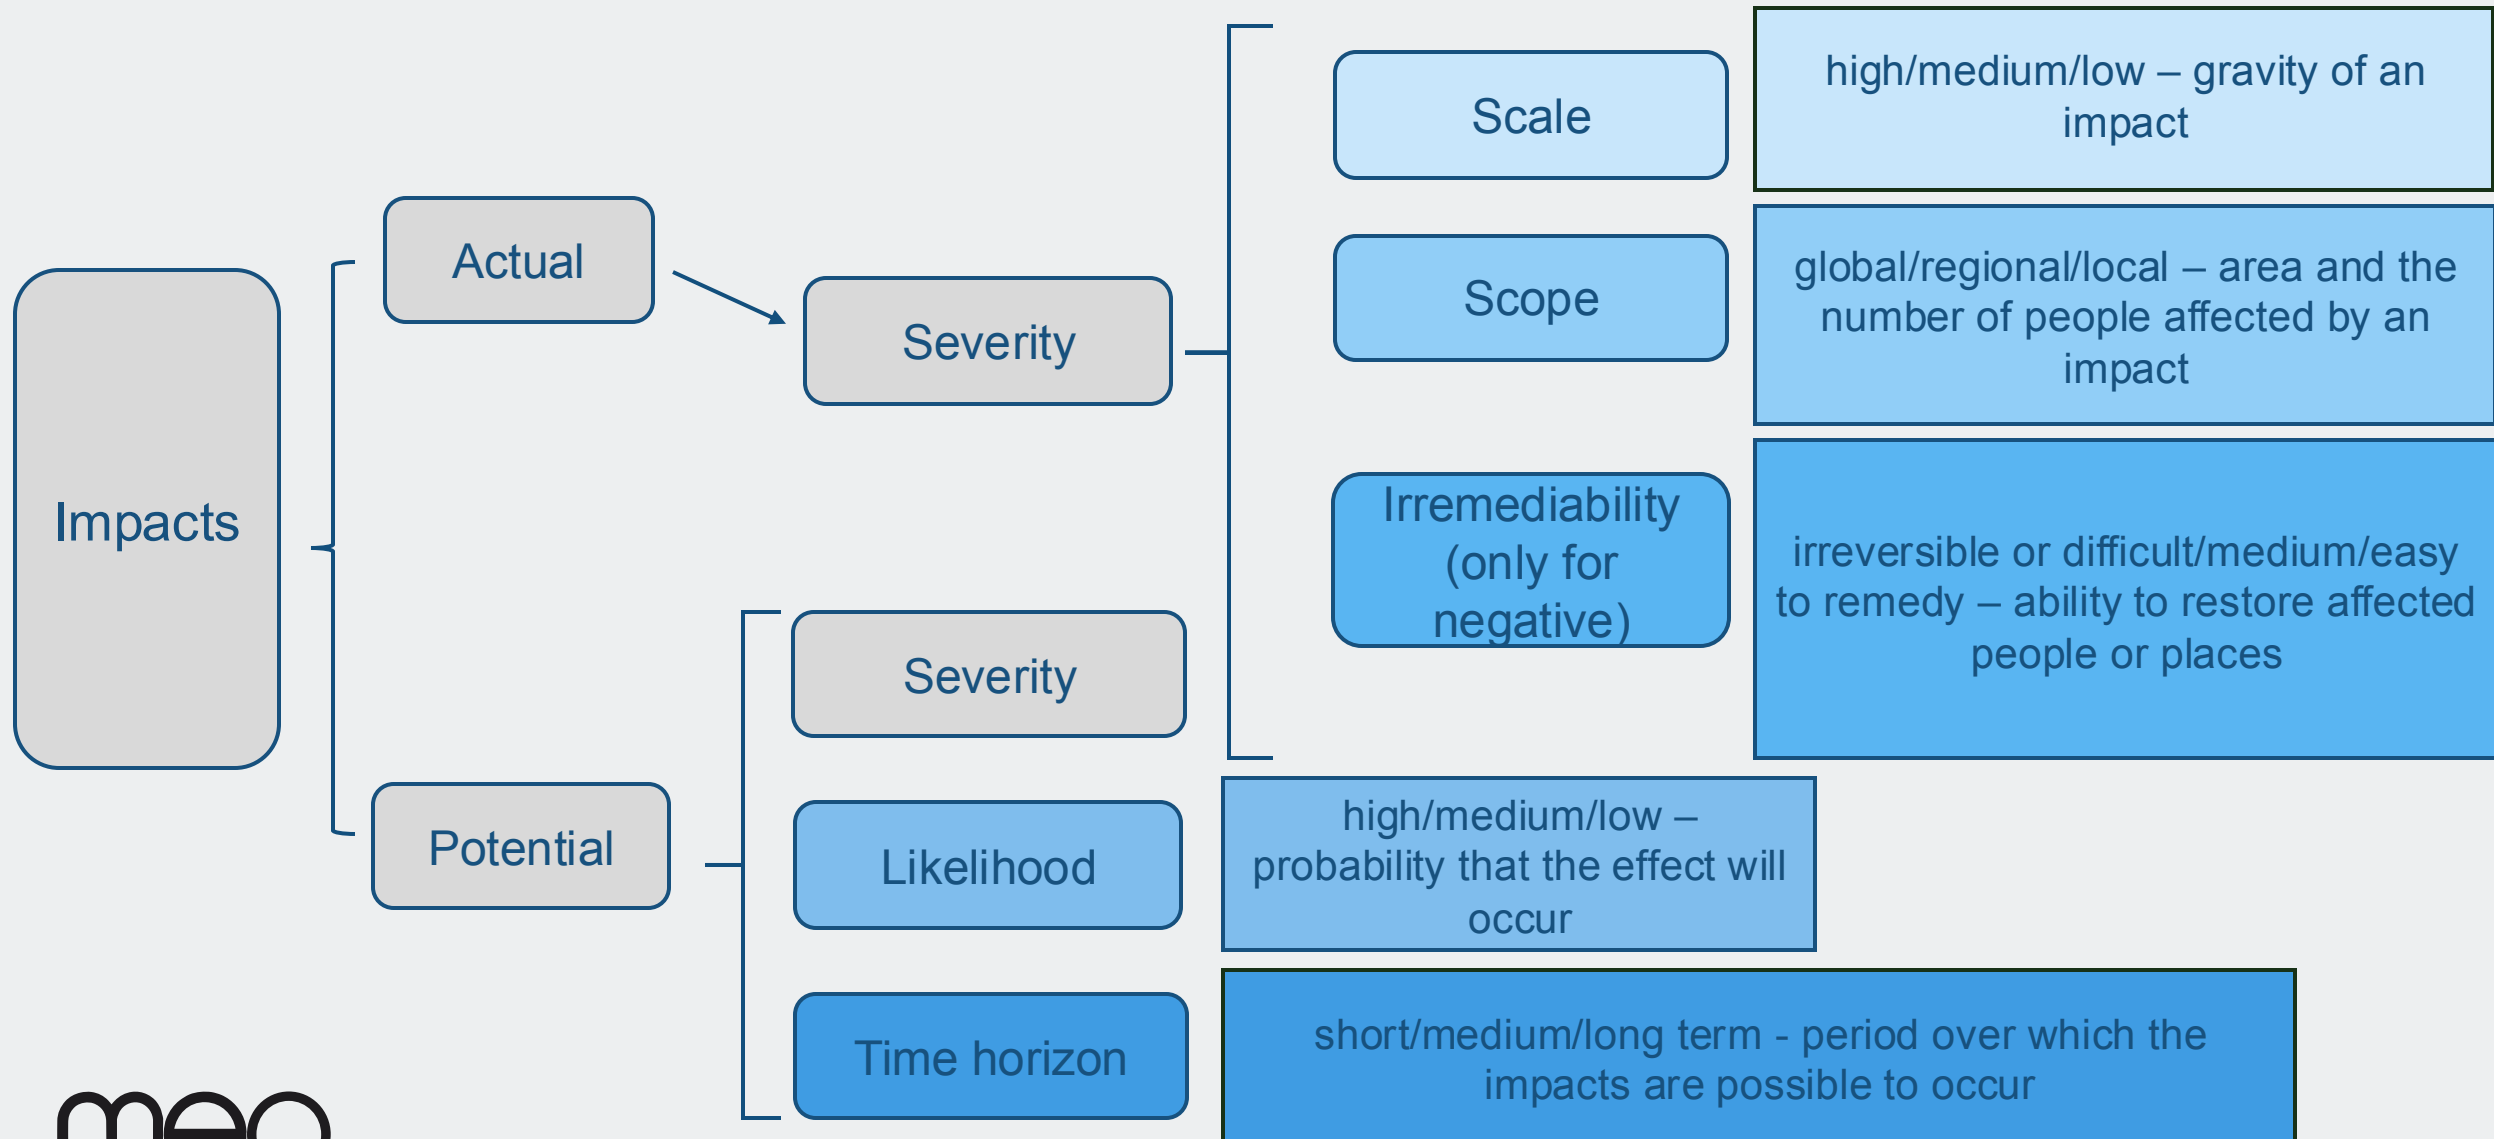 Impacts
Actual
Severity
Scale
high/medium/low – gravity of an
impact
Scope
global/regional/local – area and the
number of people affected by an
impact
Irremediability
(only for
negative)
irreversible or difficult/medium/easy
to remedy – ability to restore affected
people or places
Potential
Severity
Likelihood
high/medium/low –
probability that the effect will
occur
Time horizon
short/medium/long term - period over which the
impacts are possible to occur